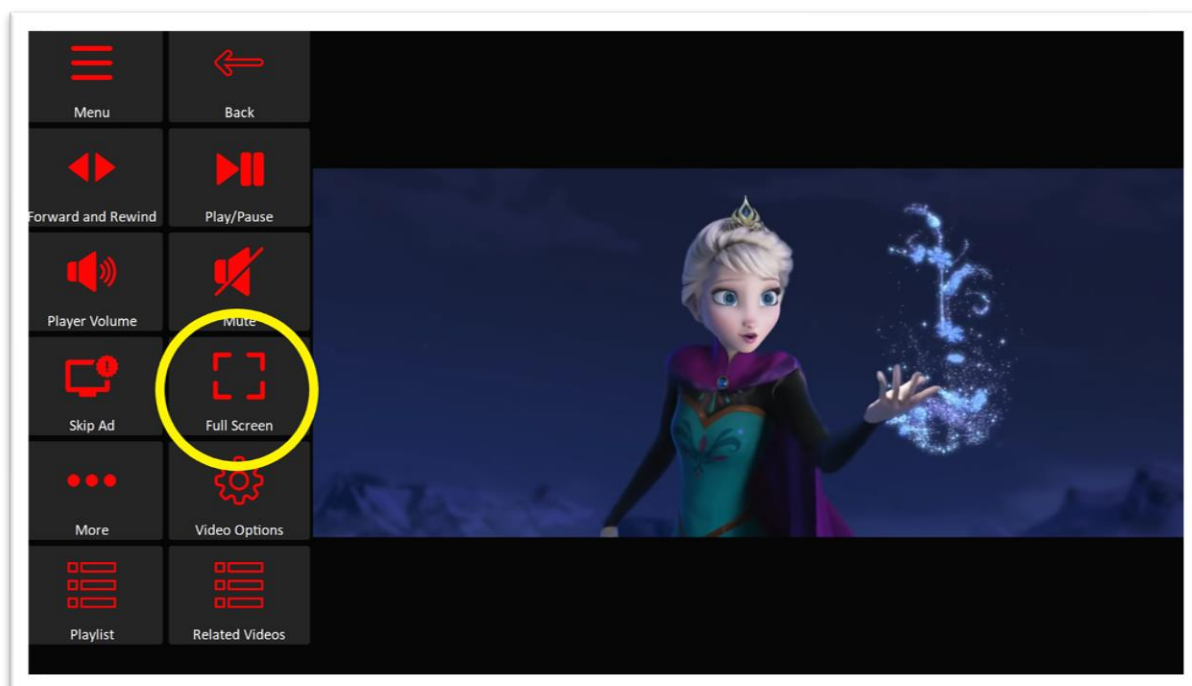 Menu
Back
Forward and Rewind
Play/Pause
Player Volume
Mute
Skip Ad
Full Screen
More
Video Options
Playlist
Related Videos